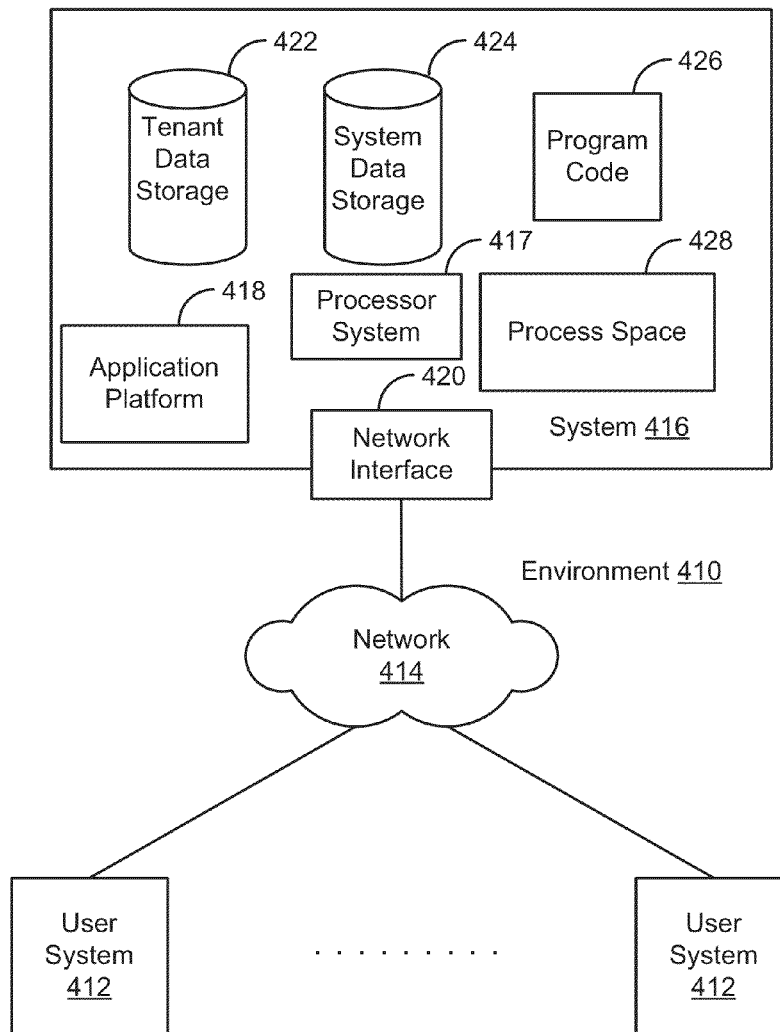 422
424
426
Tenant
Data
Storage
System
Data
Storage
Program
Code
417
428
418
Processor
System
Process Space
Application
Platform
420
System 416
Network
Interface
Environment 410
Network
414
User
System
412
. . . . . . . . .
User
System
412